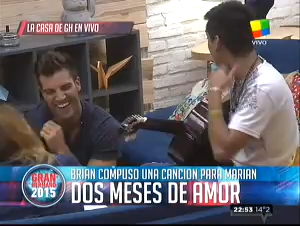 LA CASA DE GH EN VIVO
VIVO
BRIAN COMPUSO UNA CANCION PARA MARIAN
GRAN HERMANO 2015
DOS MESES DE AMOR
22:53 14°2